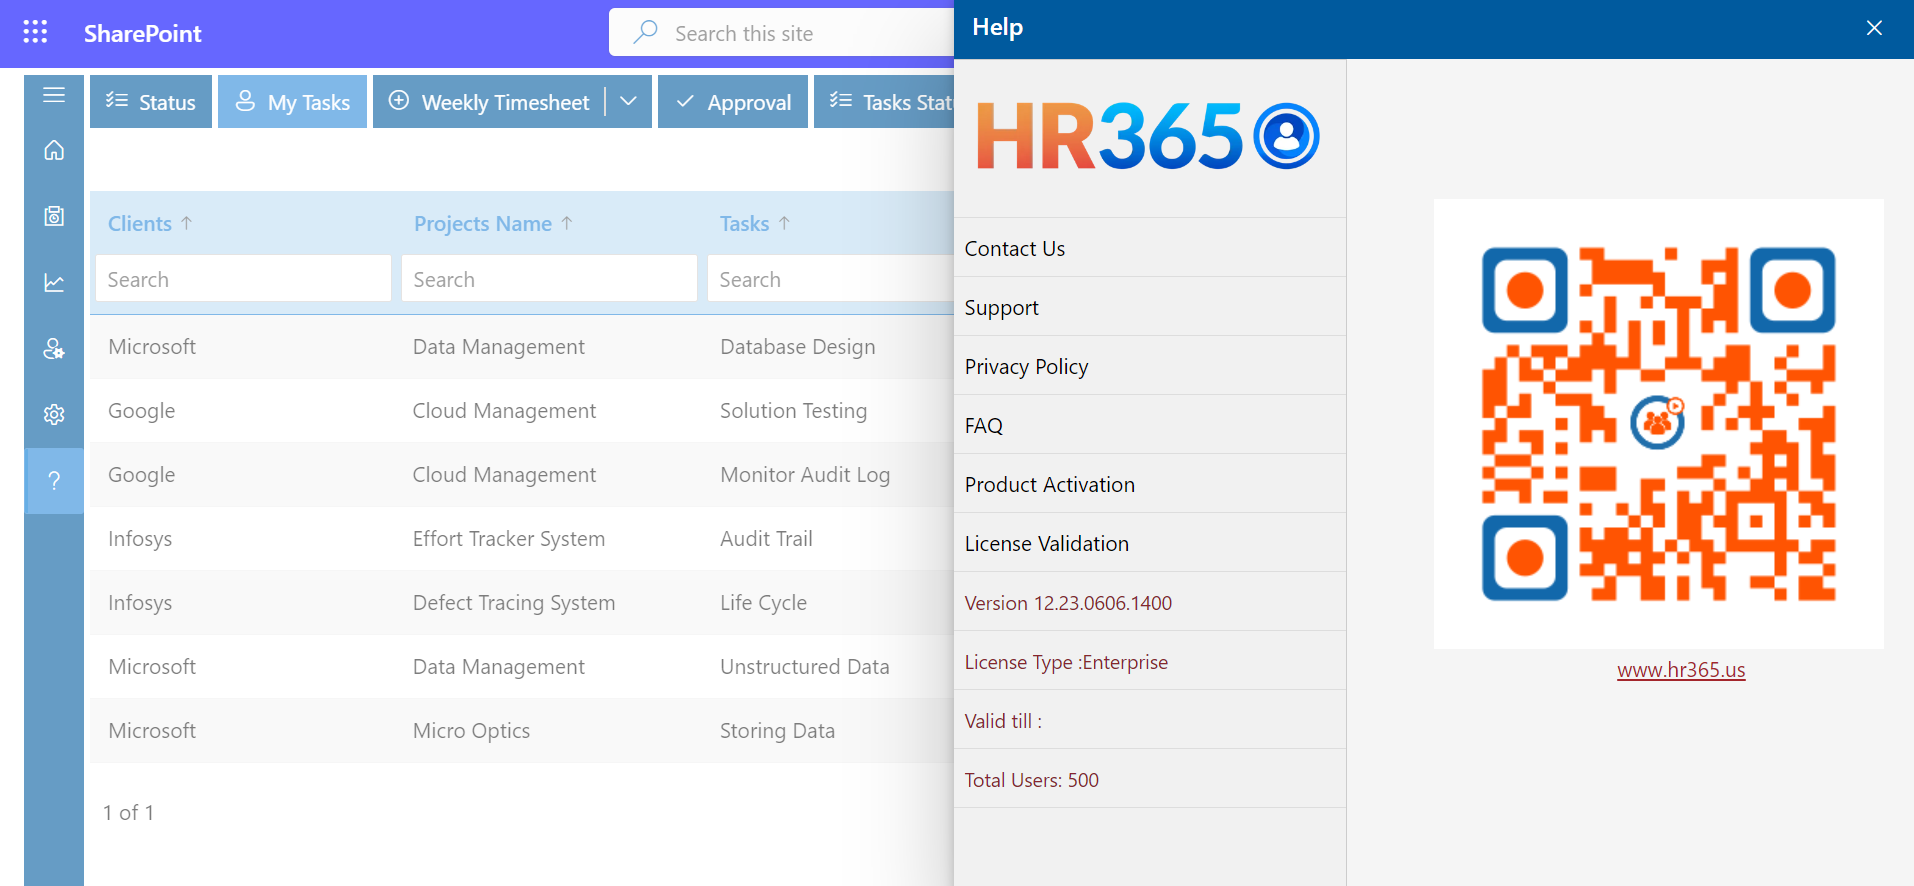 SharePoint
Search this site
Help
Status
My Tasks
Weekly Timesheet
Approval
Tasks
HR365
Clients ↑
Projects Name ↑
Tasks ↑
Search
Search
Search
Microsoft
Data Management
Database Design
Google
Cloud Management
Solution Testing
Google
Cloud Management
Monitor Audit Log
Infosys
Effort Tracker System
Audit Trail
Infosys
Defect Tracing System
Life Cycle
Microsoft
Data Management
Unstructured Data
Microsoft
Micro Optics
Storing Data
1 of 1
Contact Us
Support
Privacy Policy
FAQ
Product Activation
License Validation
Version 12.23.0606.1400
License Type :Enterprise
Valid till :
Total Users: 500
www.hr365.us